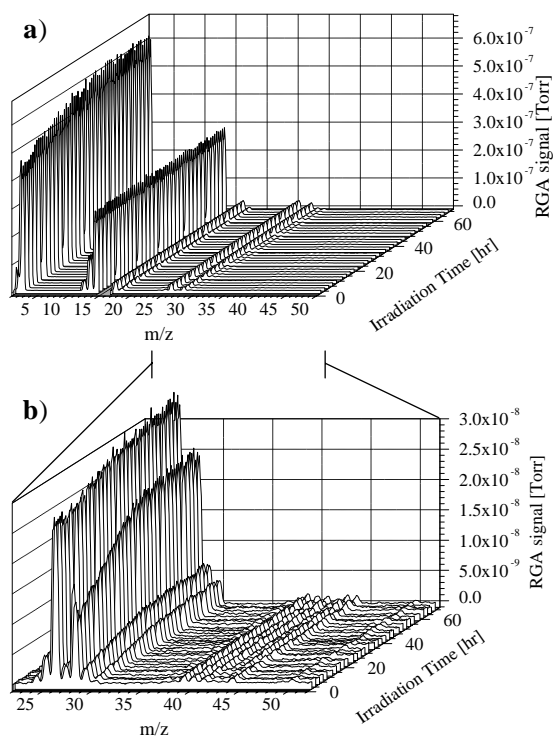 a)
6.0x10-7
5.0x10-7
4.0x10-7
3.0x10-7
2.0x10-7
1.0x10-7
0.0
RGA signal [Torr]
60
40
20
0
Irradiation Time [hr]
5 10 15 20 25 30 35 40 45 50
m/z
b)
3.0x10-8
2.5x10-8
2.0x10-8
1.5x10-8
1.0x10-8
5.0x10-9
0.0
RGA signal [Torr]
60
40
20
0
Irradiation Time [hr]
25 30 35 40 45 50
m/z